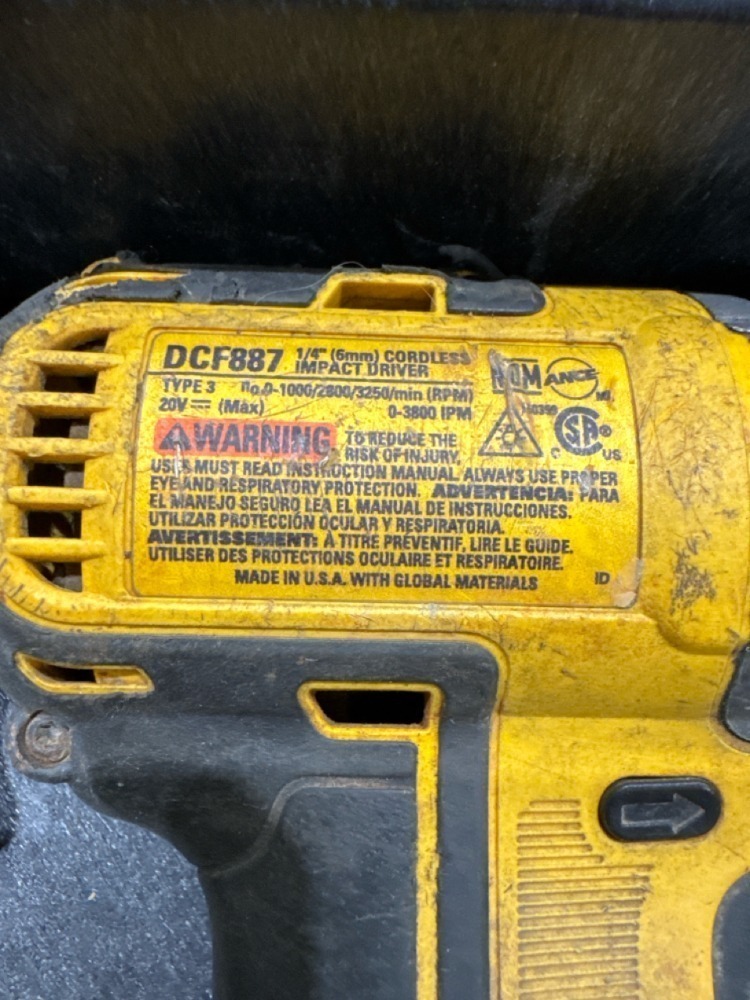 DCF887 1/4" (6mm) CORDLESS
IMPACT DRIVER
NOM ANCE
MJ
TYPE 3 no 0-1000/2800/3250/min (RPM)
20V ⎓ (Max) 0-3800 IPM
WARNING TO REDUCE THE
RISK OF INJURY,
C SA® US
USER MUST READ INSTRUCTION MANUAL. ALWAYS USE PROPER
EYE AND RESPIRATORY PROTECTION. ADVERTENCIA: PARA
EL MANEJO SEGURO LEA EL MANUAL DE INSTRUCCIONES.
UTILIZAR PROTECCIÓN OCULAR Y RESPIRATORIA.
AVERTISSEMENT: À TITRE PRÉVENTIF, LIRE LE GUIDE.
UTILISER DES PROTECTIONS OCULAIRE ET RESPIRATOIRE.
MADE IN U.S.A. WITH GLOBAL MATERIALS ID